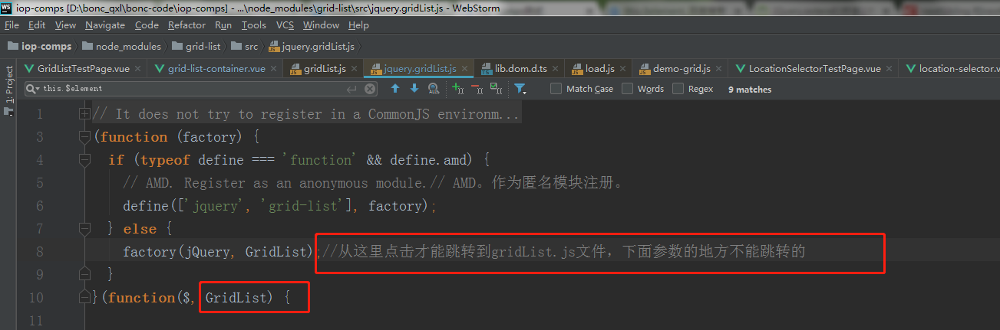 iop-comps [D:\bonc_qxl\bonc-code\iop-comps] - ...\node_modules\grid-list\src\jquery.gridList.js - WebStorm
File Edit View Navigate Code Refactor Run Tools VCS Window Help
iop-comps node_modules grid-list src jquery.gridList.js
GridListTestPage.vue grid-list-container.vue gridList.js jquery.gridList.js lib.dom.d.ts load.js demo-grid.js LocationSelectorTestPage.vue location-selector.v
1: Project
this.$element Match Case Words Regex 9 matches
1 // It does not try to register in a CommonJS environm...
3 (function (factory) {
4 if (typeof define === 'function' && define.amd) {
5 // AMD. Register as an anonymous module.// AMD。作为匿名模块注册。
6 define(['jquery', 'grid-list'], factory);
7 } else {
8 factory(jQuery, GridList);//从这里点击才能跳转到gridList.js文件，下面参数的地方不能跳转的
9 }
10 }(function($, GridList) {
11